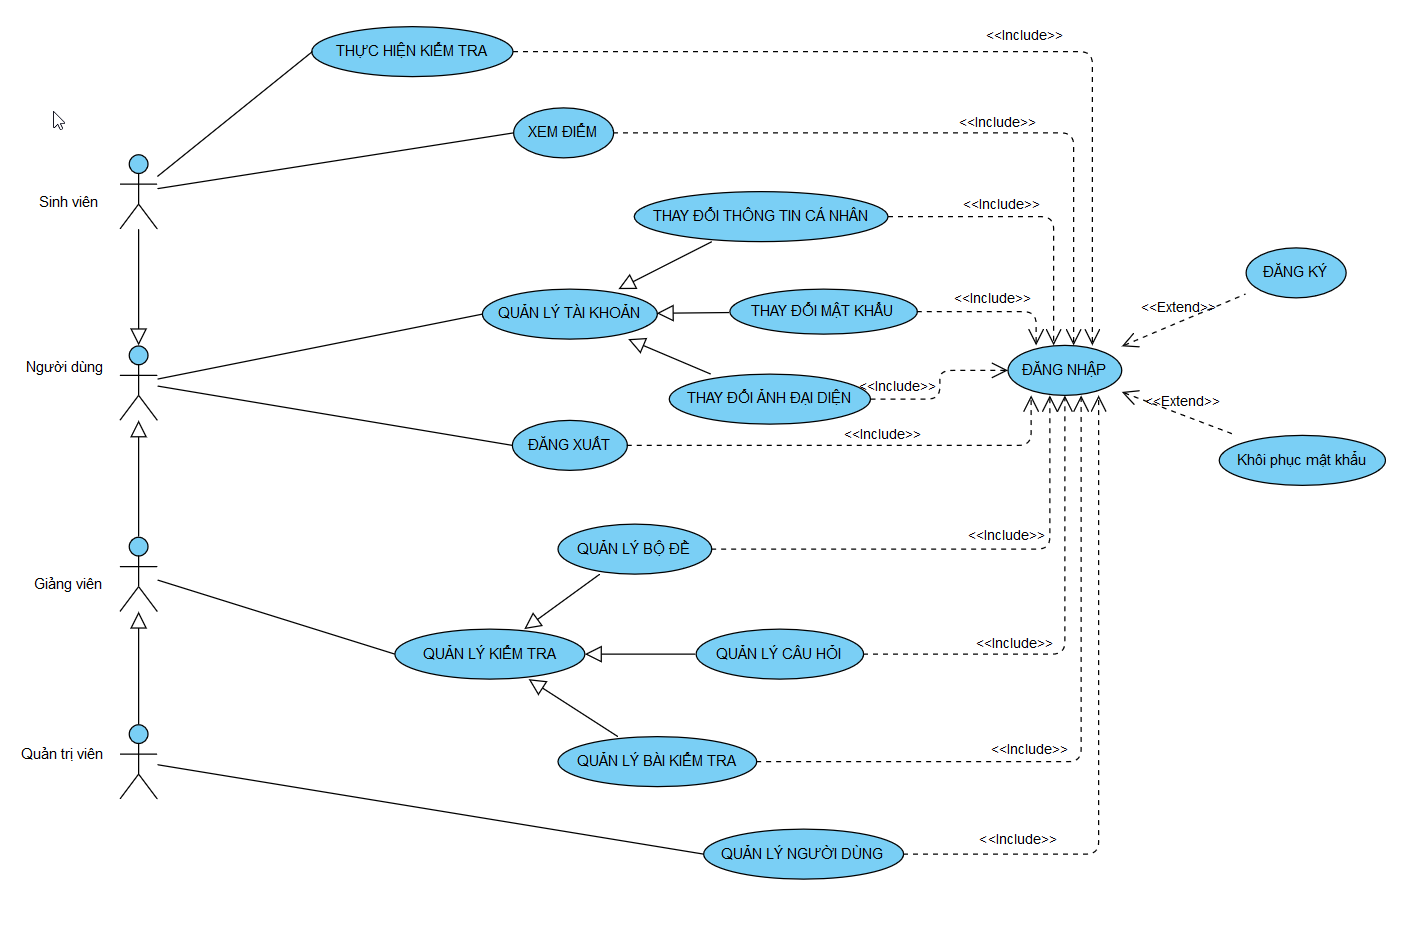 THỰC HIỆN KIỂM TRA
<<Include>>
XEM ĐIỂM
<<Include>>
Sinh viên
THAY ĐỔI THÔNG TIN CÁ NHÂN
<<Include>>
ĐĂNG KÝ
<<Extend>>
QUẢN LÝ TÀI KHOẢN
THAY ĐỔI MẬT KHẨU
<<Include>>
Người dùng
ĐĂNG NHẬP
THAY ĐỔI ẢNH ĐẠI DIỆN
<<Include>>
<<Extend>>
ĐĂNG XUẤT
<<Include>>
Khôi phục mật khẩu
QUẢN LÝ BỘ ĐỀ
<<Include>>
Giảng viên
QUẢN LÝ KIỂM TRA
QUẢN LÝ CÂU HỎI
<<Include>>
Quản trị viên
QUẢN LÝ BÀI KIỂM TRA
<<Include>>
QUẢN LÝ NGƯỜI DÙNG
<<Include>>